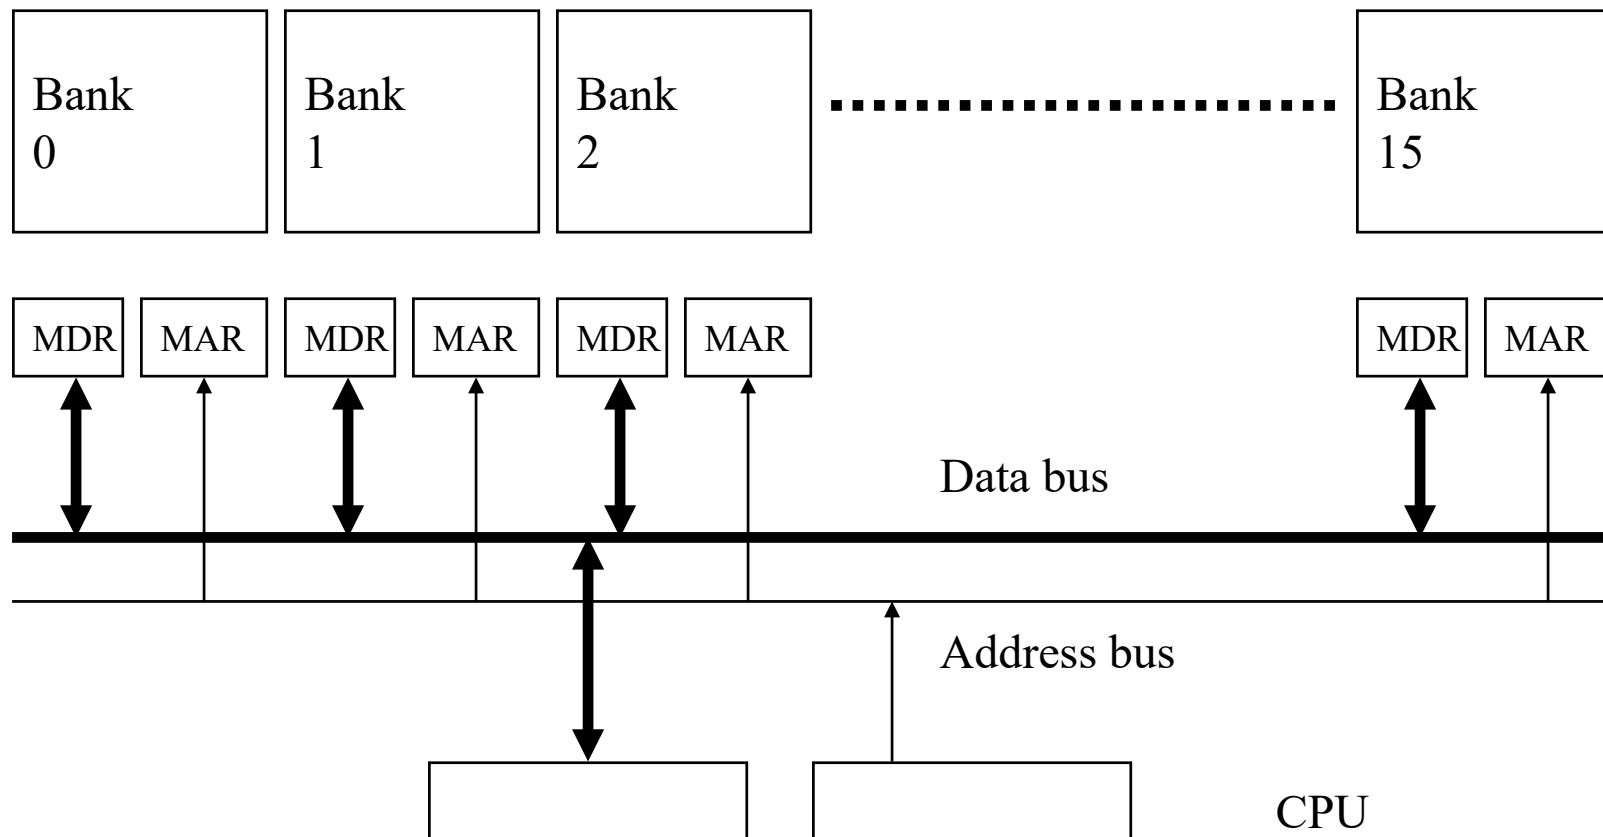 Bank
0
Bank
1
Bank
2
Bank
15
MDR MAR MDR MAR MDR MAR MDR MAR
Data bus
Address bus
CPU